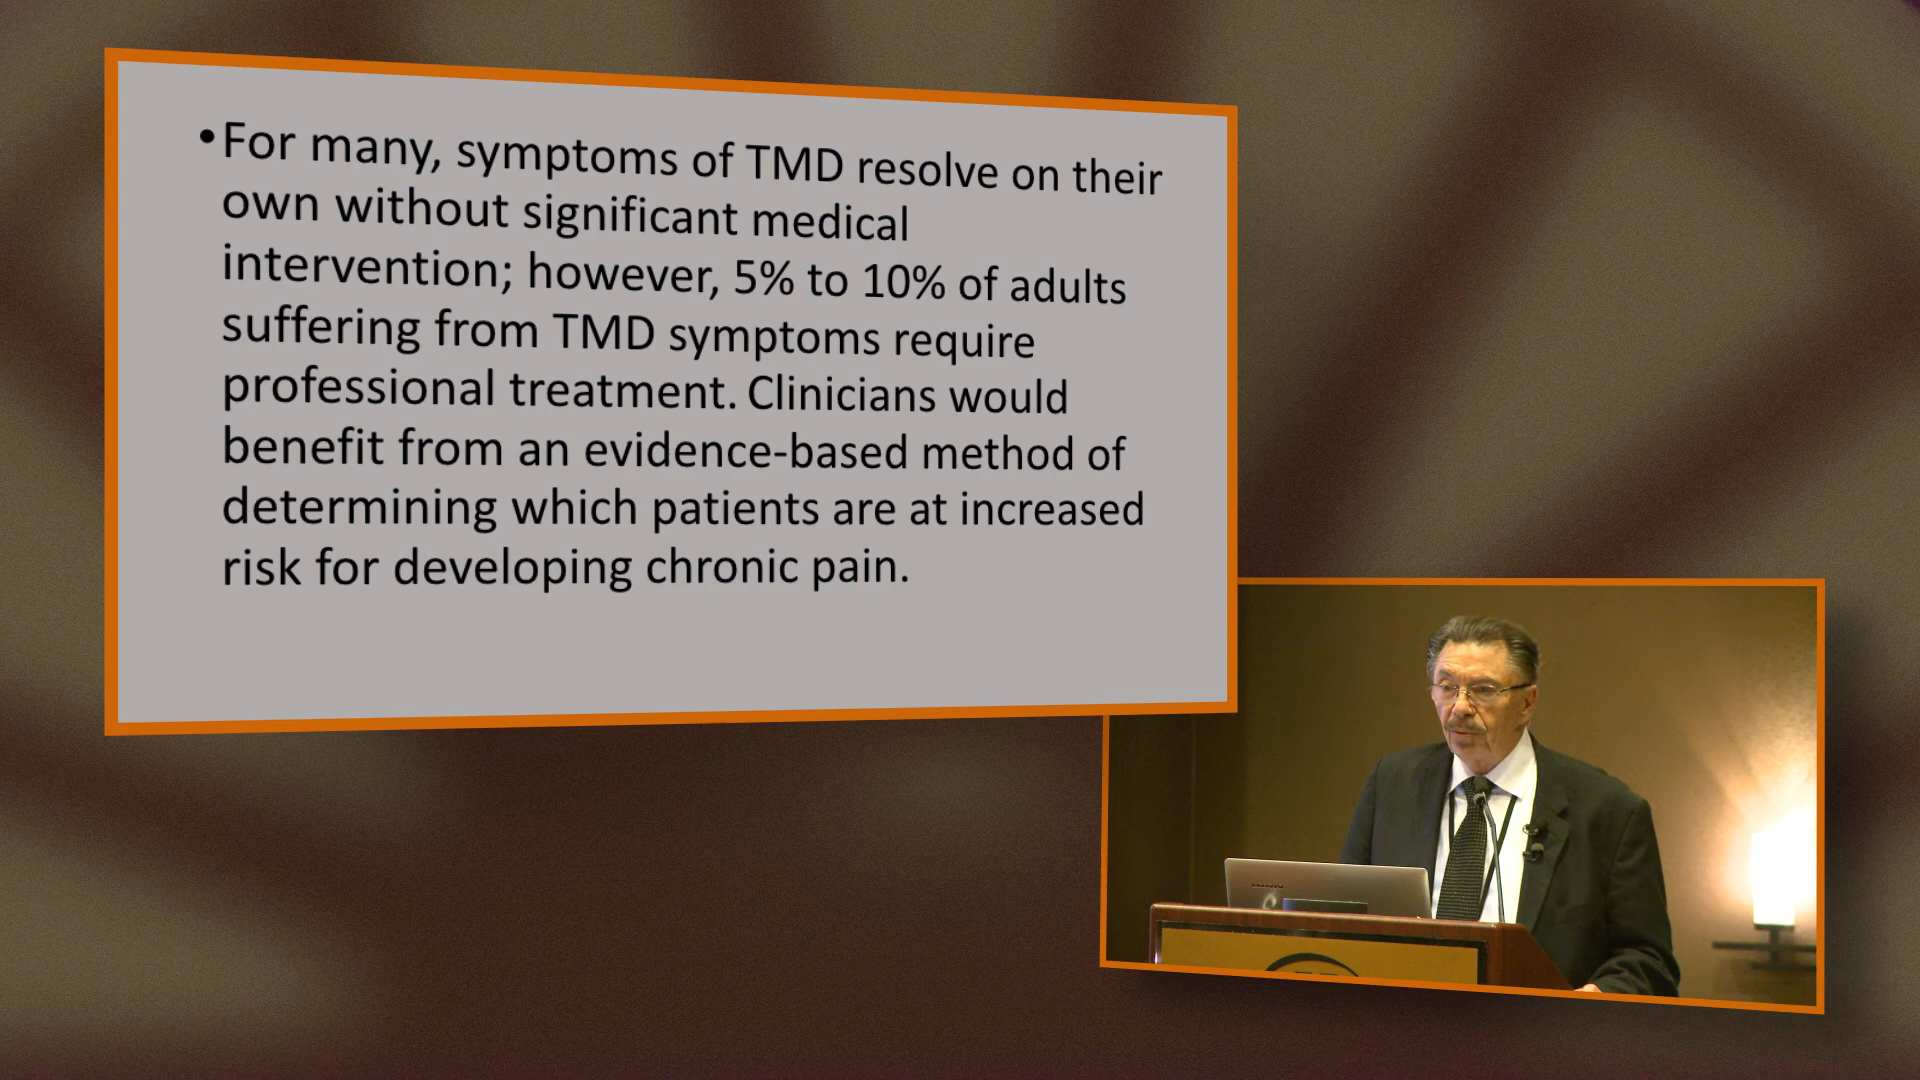 •For many, symptoms of TMD resolve on their
own without significant medical
intervention; however, 5% to 10% of adults
suffering from TMD symptoms require
professional treatment. Clinicians would
benefit from an evidence-based method of
determining which patients are at increased
risk for developing chronic pain.